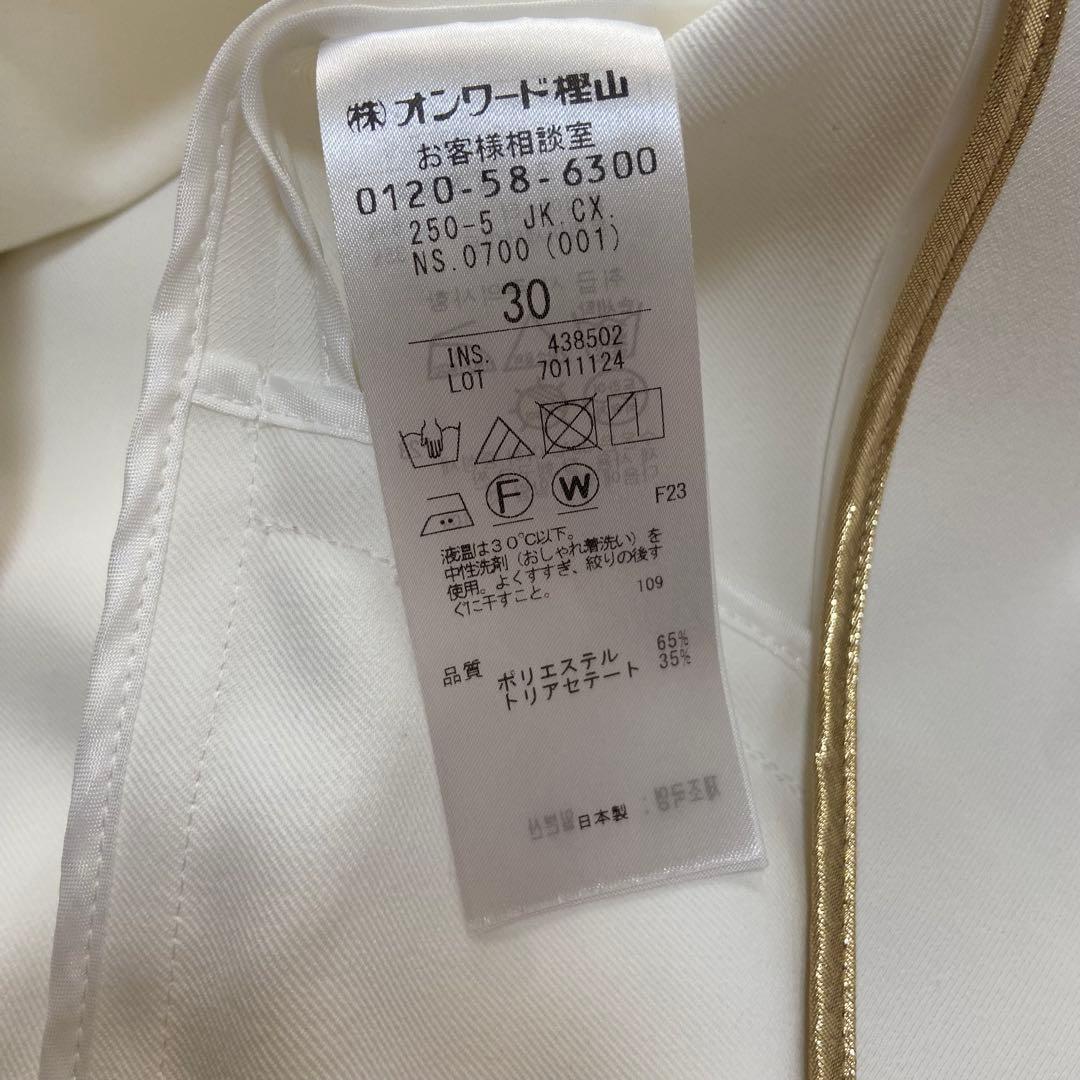 ㈱オンワード樫山
お客様相談室
0120-58-6300
250-5 JK.CX.
NS.0700 (001)
30
INS. 438502
LOT 7011124
F W F23
液温は30℃以下。
中性洗剤（おしゃれ着洗い）を
使用。よくすすぎ、絞りの後す
ぐに干すこと。 109
品質 ポリエステル 65%
トリアセテート 35%
日本製